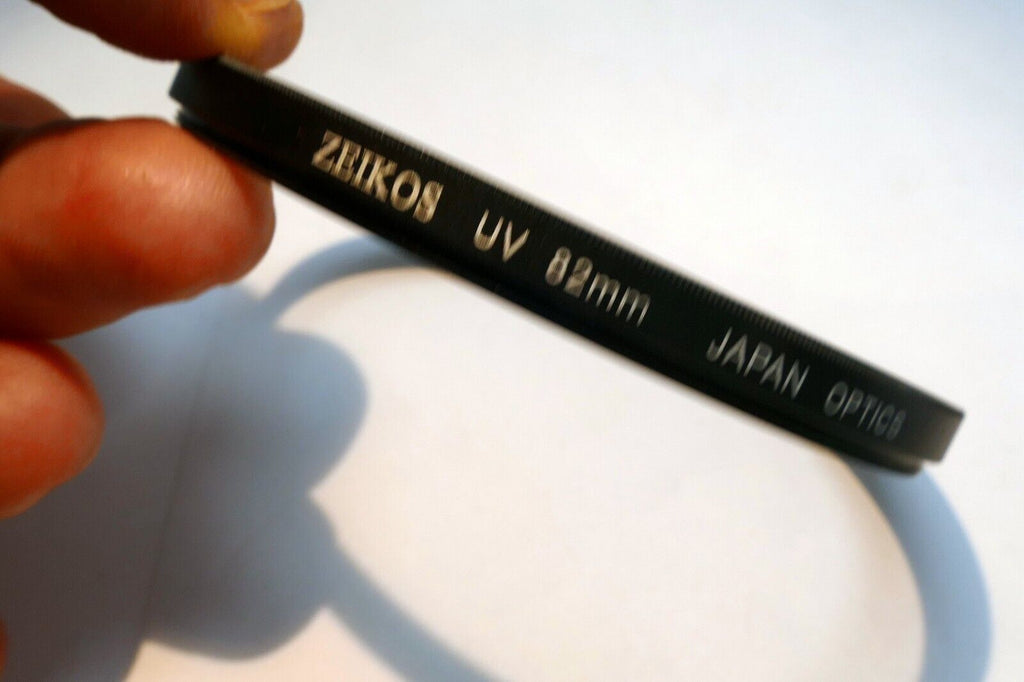 ZEIKOS UV 82mm JAPAN OPTICS